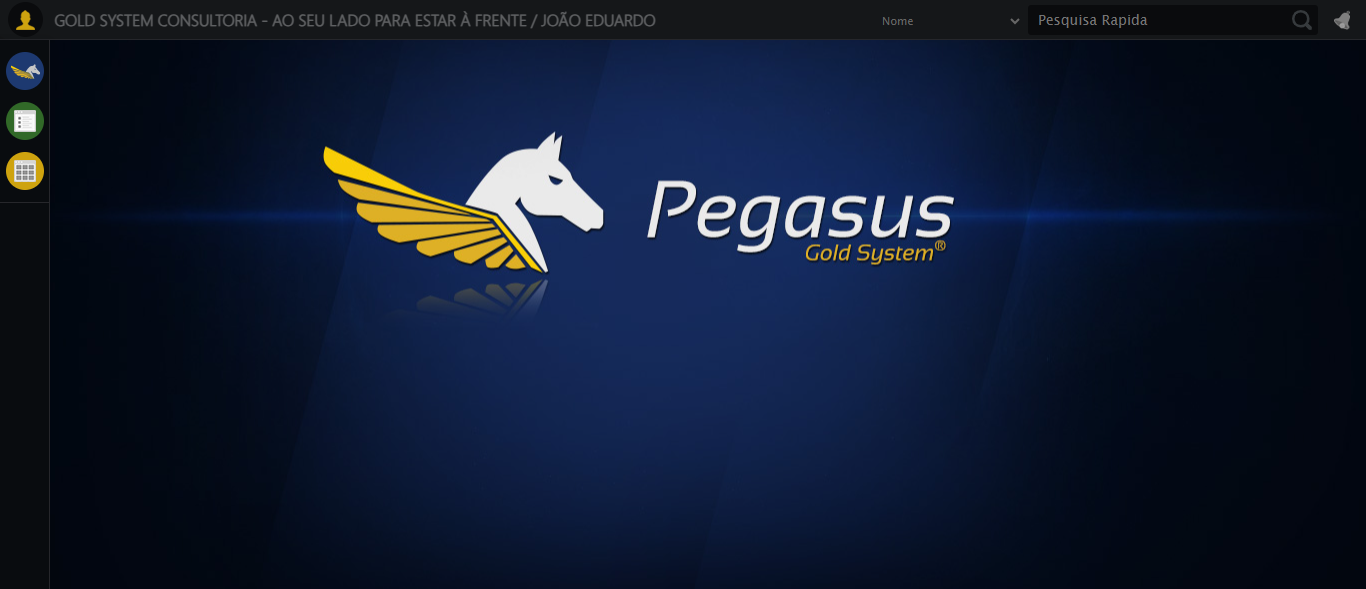 GOLD SYSTEM CONSULTORIA - AO SEU LADO PARA ESTAR À FRENTE / JOÃO EDUARDO
Nome
Pesquisa Rapida
Pegasus
Gold System®